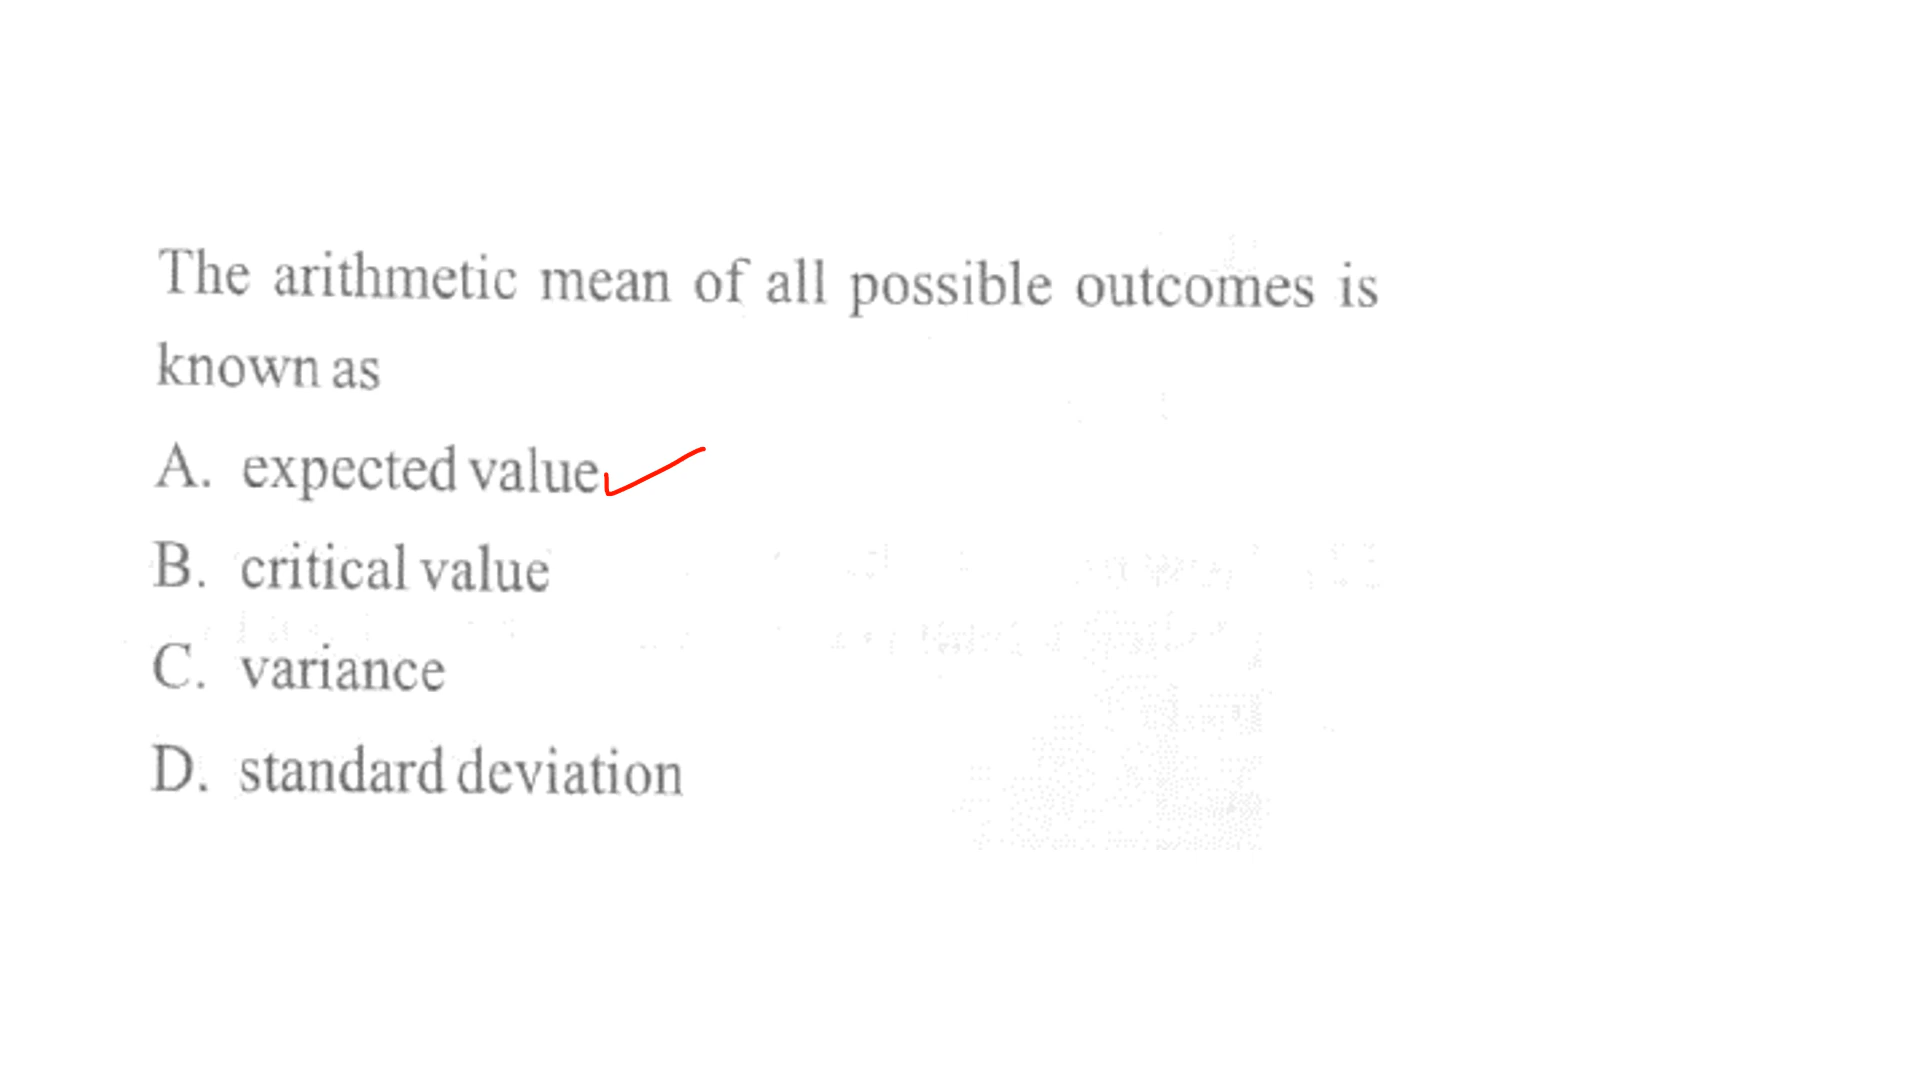 The arithmetic mean of all possible outcomes is
known as
A. expected value
B. critical value
C. variance
D. standard deviation